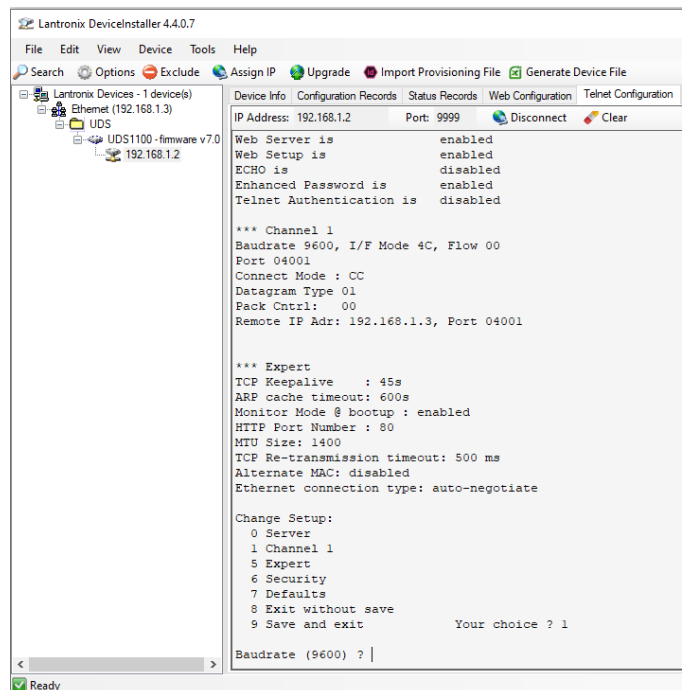 Lantronix DeviceInstaller 4.4.0.7
File Edit View Device Tools Help
Search Options Exclude Assign IP Upgrade Import Provisioning File Generate Device File
Lantronix Devices - 1 device(s)
Ethernet (192.168.1.3)
UDS
UDS1100 - firmware v7.0
192.168.1.2
Device Info Configuration Records Status Records Web Configuration Telnet Configuration
IP Address: 192.168.1.2 Port: 9999 Disconnect Clear
Web Server is enabled
Web Setup is enabled
ECHO is disabled
Enhanced Password is enabled
Telnet Authentication is disabled
*** Channel 1
Baudrate 9600, I/F Mode 4C, Flow 00
Port 04001
Connect Mode : CC
Datagram Type 01
Pack Cntrl: 00
Remote IP Adr: 192.168.1.3, Port 04001
*** Expert
TCP Keepalive : 45s
ARP cache timeout: 600s
Monitor Mode @ bootup : enabled
HTTP Port Number : 80
MTU Size: 1400
TCP Re-transmission timeout: 500 ms
Alternate MAC: disabled
Ethernet connection type: auto-negotiate
Change Setup:
0 Server
1 Channel 1
5 Expert
6 Security
7 Defaults
8 Exit without save
9 Save and exit Your choice ? 1
Baudrate (9600) ?
Ready